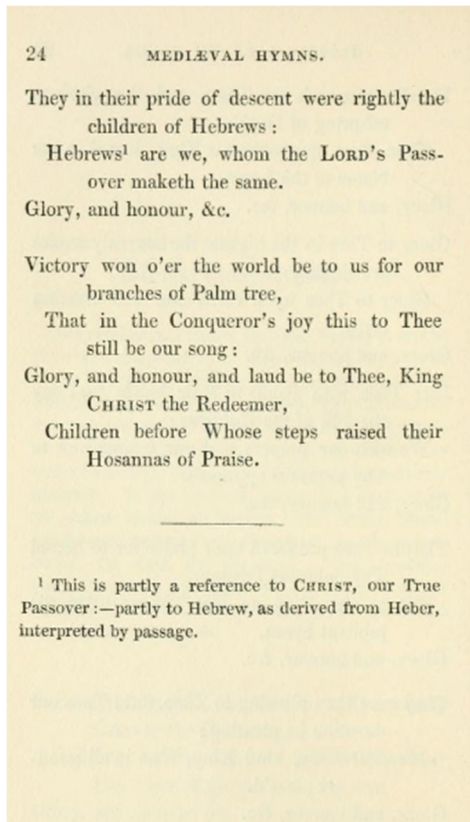 24 MEDIÆVAL HYMNS.
They in their pride of descent were rightly the
children of Hebrews :
Hebrews¹ are we, whom the LORD'S Pass-
over maketh the same.
Glory, and honour, &c.
Victory won o'er the world be to us for our
branches of Palm tree,
That in the Conqueror's joy this to Thee
still be our song :
Glory, and honour, and laud be to Thee, King
CHRIST the Redeemer,
Children before Whose steps raised their
Hosannas of Praise.
¹ This is partly a reference to CHRIST, our True
Passover :—partly to Hebrew, as derived from Heber,
interpreted by passage.